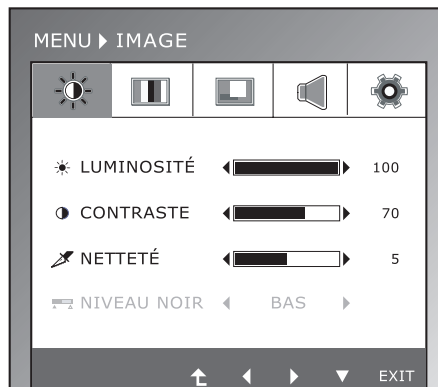 MENU IMAGE
LUMINOSITÉ 100
CONTRASTE 70
NETTETÉ 5
NIVEAU NOIR BAS
EXIT